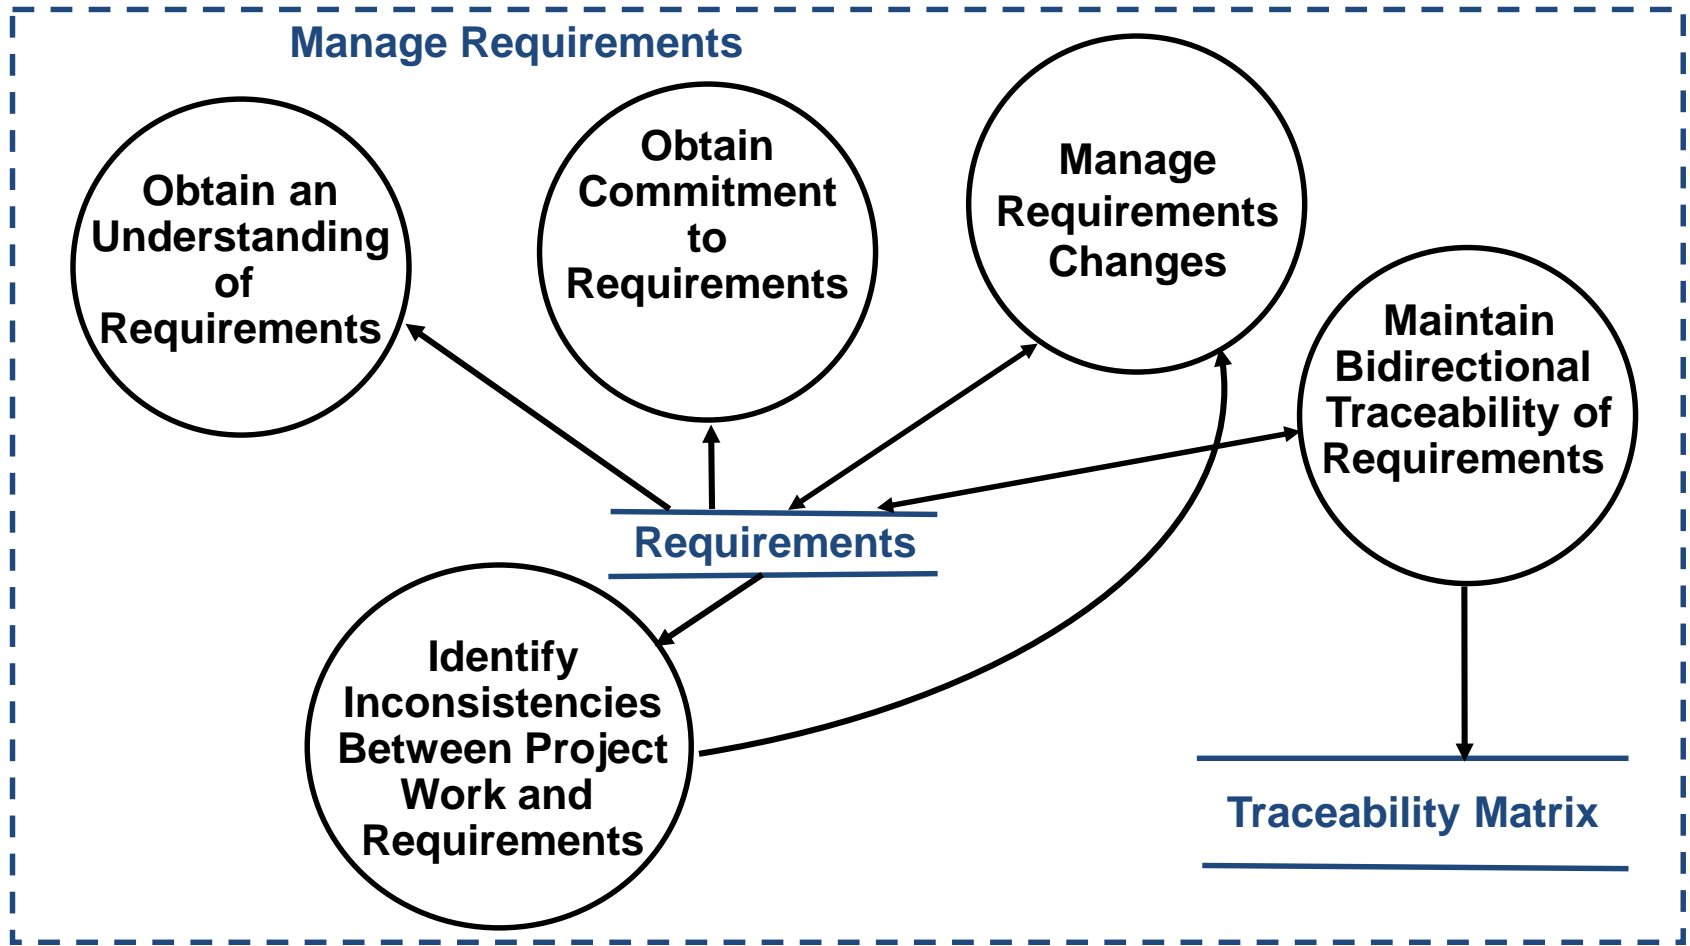 Manage Requirements
Obtain an
Understanding
of
Requirements
Obtain
Commitment
to
Requirements
Manage
Requirements
Changes
Maintain
Bidirectional
Traceability of
Requirements
Requirements
Identify
Inconsistencies
Between Project
Work and
Requirements
Traceability Matrix